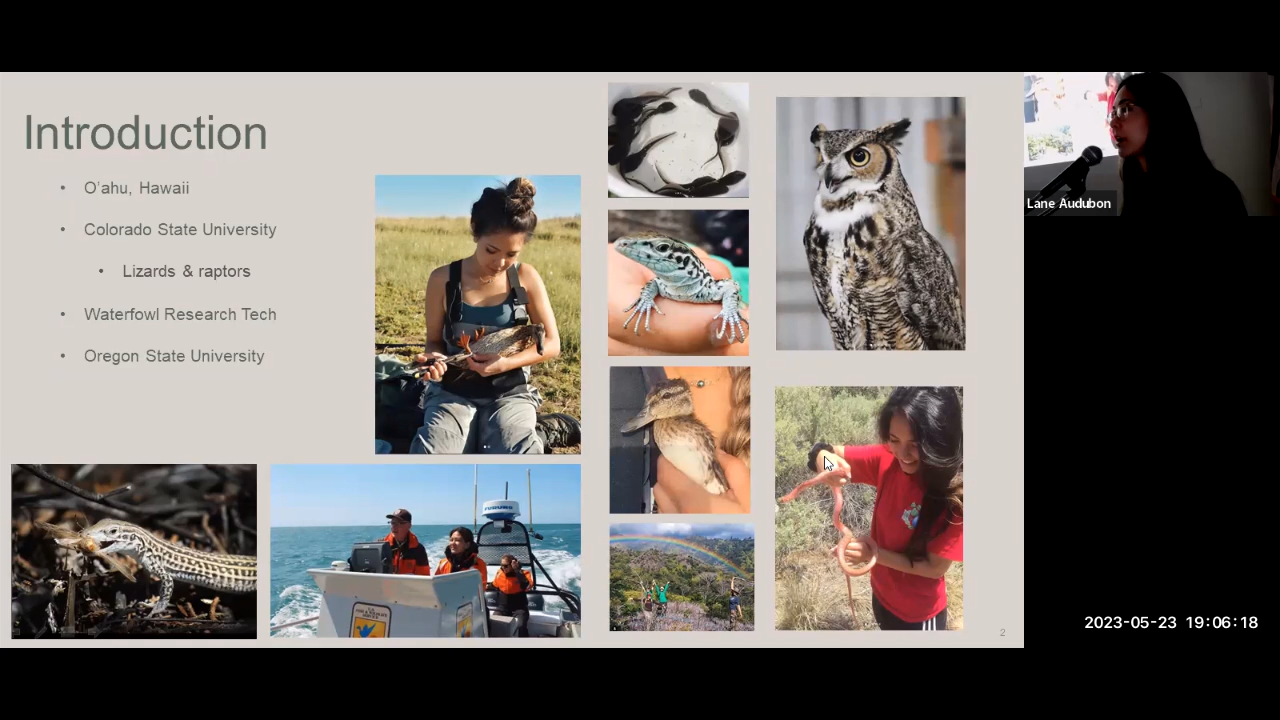 Introduction
• O'ahu, Hawaii
• Colorado State University
• Lizards & raptors
• Waterfowl Research Tech
• Oregon State University
FURUNO
2
Lane Audubon
2023-05-23 19:06:18